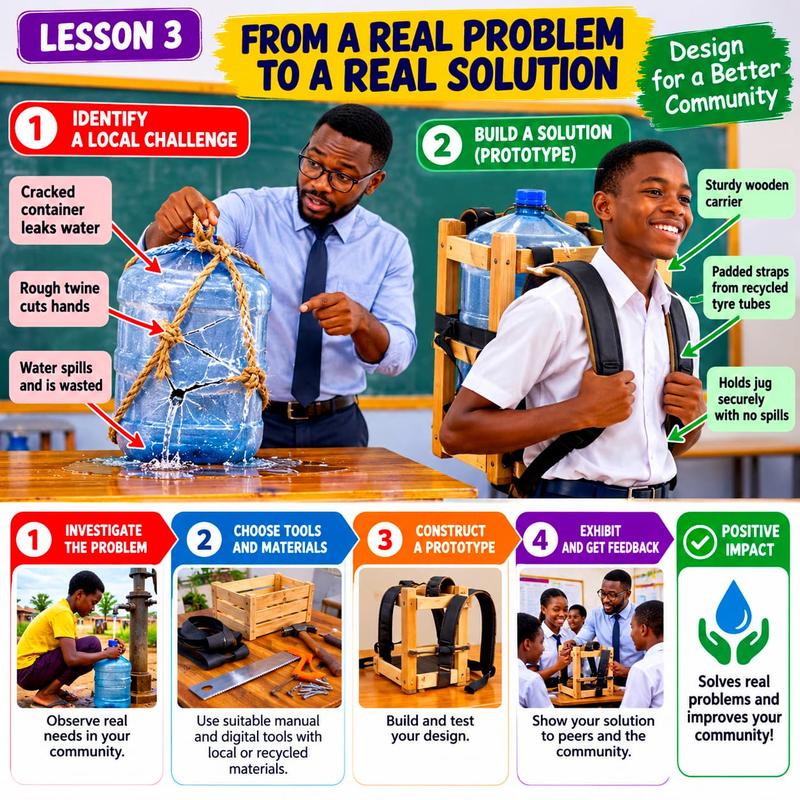 LESSON 3
FROM A REAL PROBLEM
TO A REAL SOLUTION
Design
for a Better
Community
1 IDENTIFY
A LOCAL CHALLENGE
Cracked
container
leaks water
Rough twine
cuts hands
Water spills
and is wasted
2 BUILD A SOLUTION
(PROTOTYPE)
Sturdy wooden
carrier
Padded straps
from recycled
tyre tubes
Holds jug
securely
with no spills
1 INVESTIGATE
THE PROBLEM
Observe real
needs in your
community.
2 CHOOSE TOOLS
AND MATERIALS
Use suitable manual
and digital tools with
local or recycled
materials.
3 CONSTRUCT
A PROTOTYPE
Build and test
your design.
4 EXHIBIT
AND GET FEEDBACK
Show your solution
to peers and the
community.
POSITIVE
IMPACT
Solves real
problems and
improves your
community!